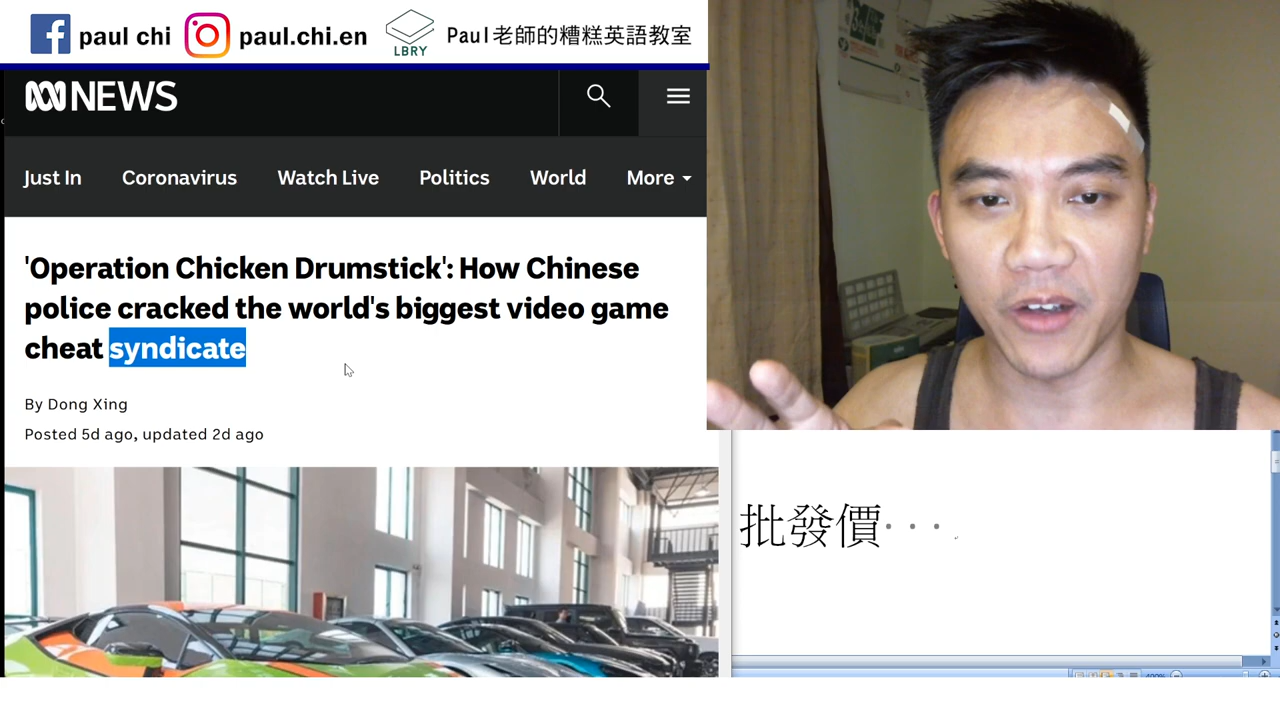 paul chi
paul.chi.en
LBRY
Paul老師的糟糕英語教室
NEWS
Just In
Coronavirus
Watch Live
Politics
World
More
'Operation Chicken Drumstick': How Chinese
police cracked the world's biggest video game
cheat syndicate
By Dong Xing
Posted 5d ago, updated 2d ago
批發價···